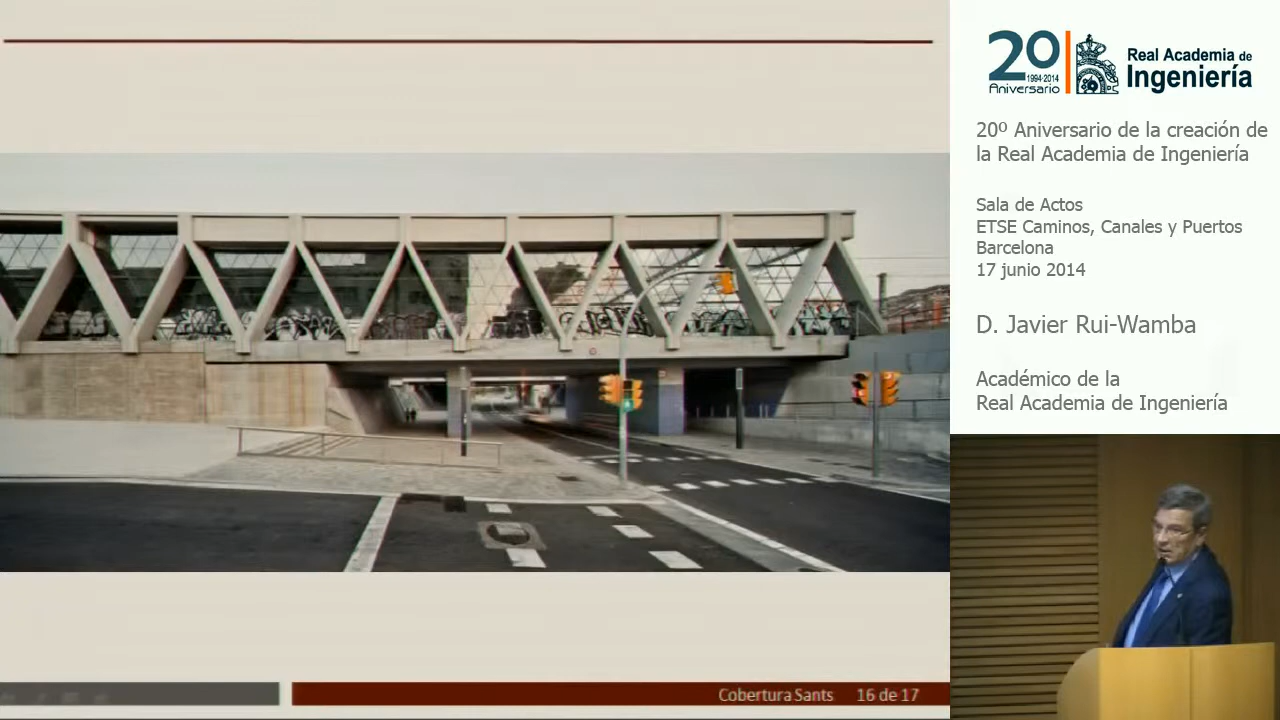 20
1994-2014
Aniversario
Real Academia de
Ingeniería
20º Aniversario de la creación de
la Real Academia de Ingeniería
Sala de Actos
ETSE Caminos, Canales y Puertos
Barcelona
17 junio 2014
D. Javier Rui-Wamba
Académico de la
Real Academia de Ingeniería
Cobertura Sants 16 de 17